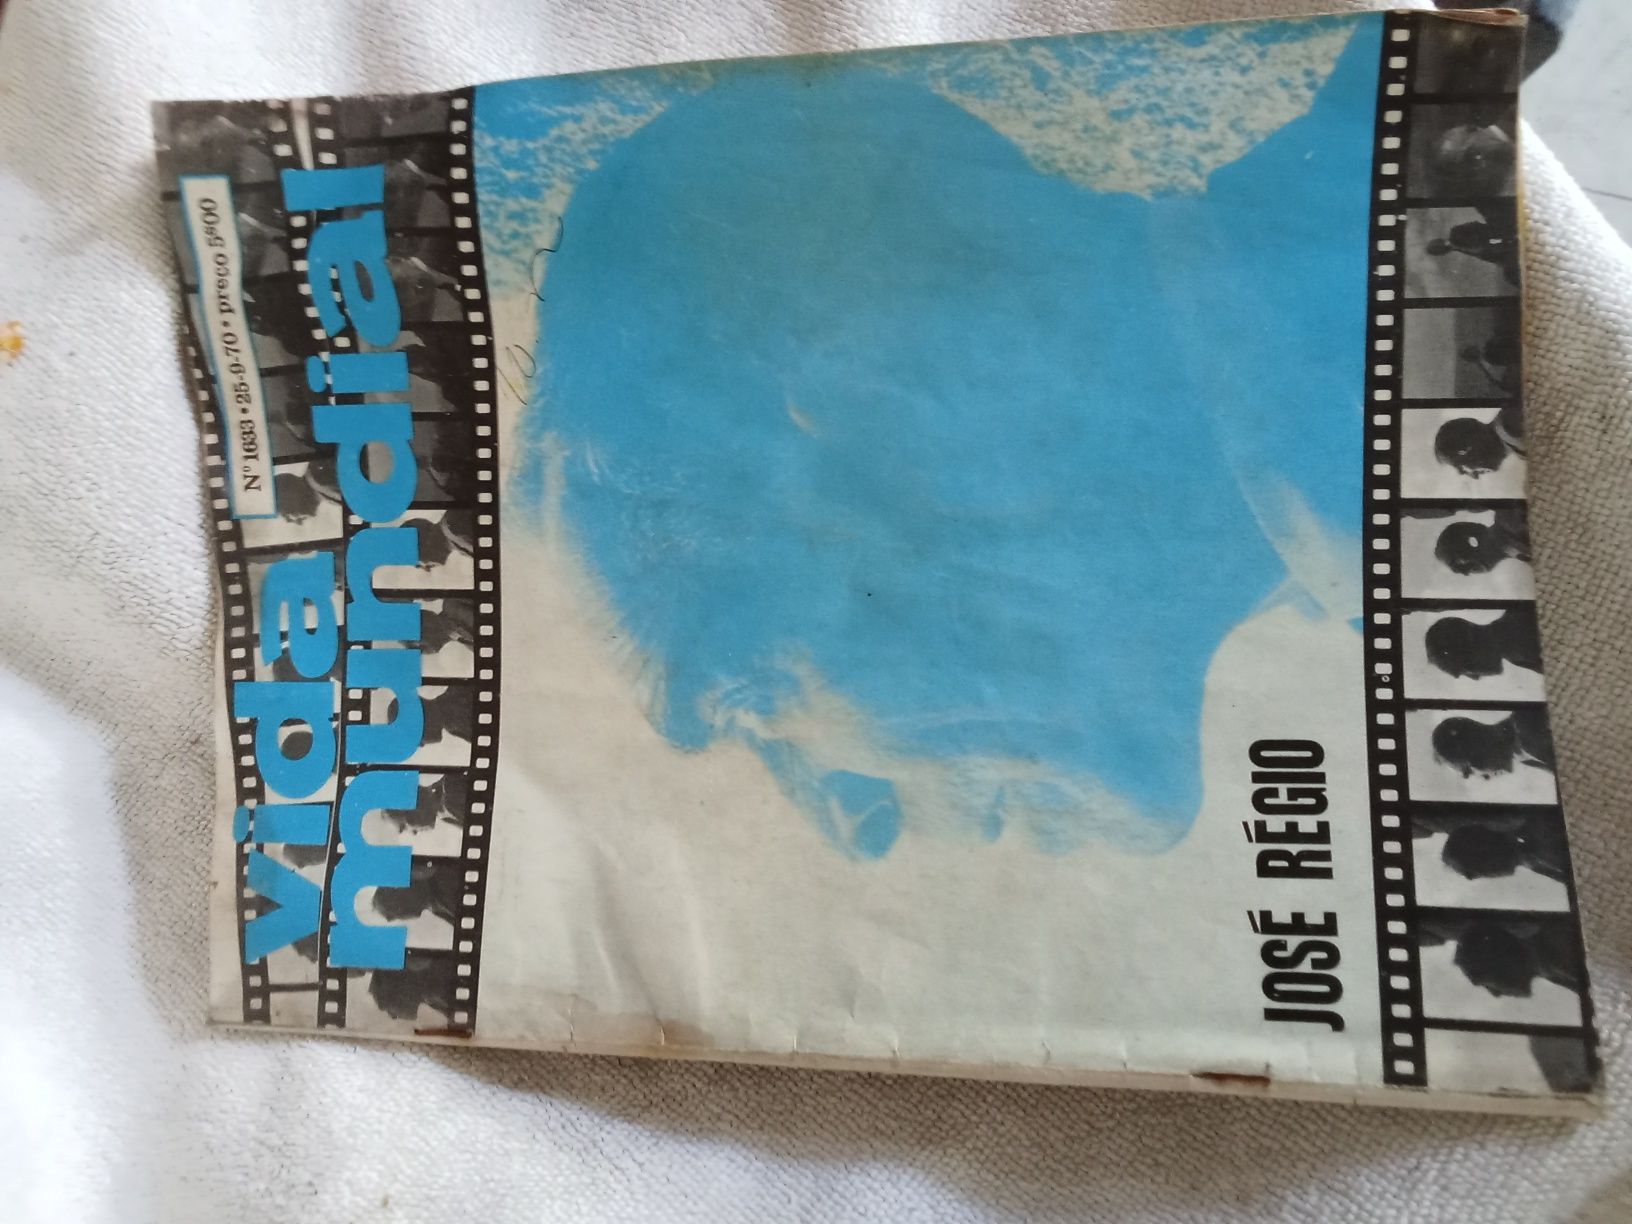 Nº 1633 • 25-9-70 • preço 5$00
vida
mundial
JOSÉ RÉGIO